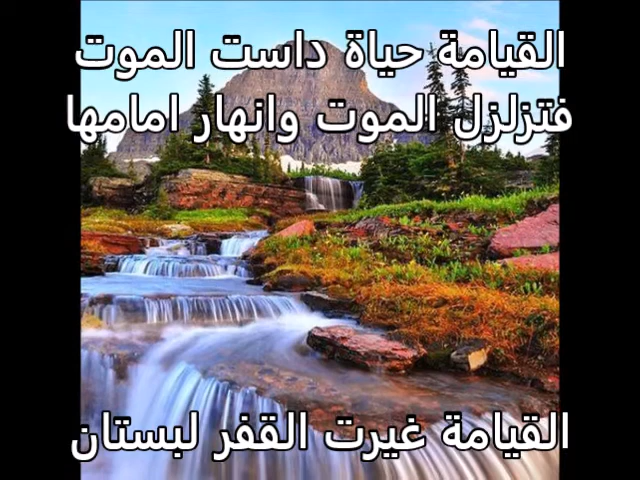 القيامة حياة داست الموت
فتزلزل الموت وانهار امامها
القيامة غيرت القفر لبستان